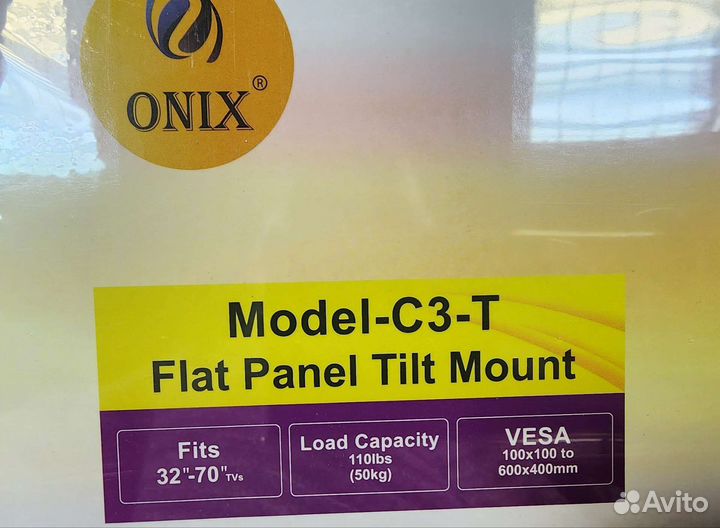 ONIX®
Model-C3-T
Flat Panel Tilt Mount
Fits
32"-70"TVs
Load Capacity
110lbs
(50kg)
VESA
100x100 to
600x400mm
Avito